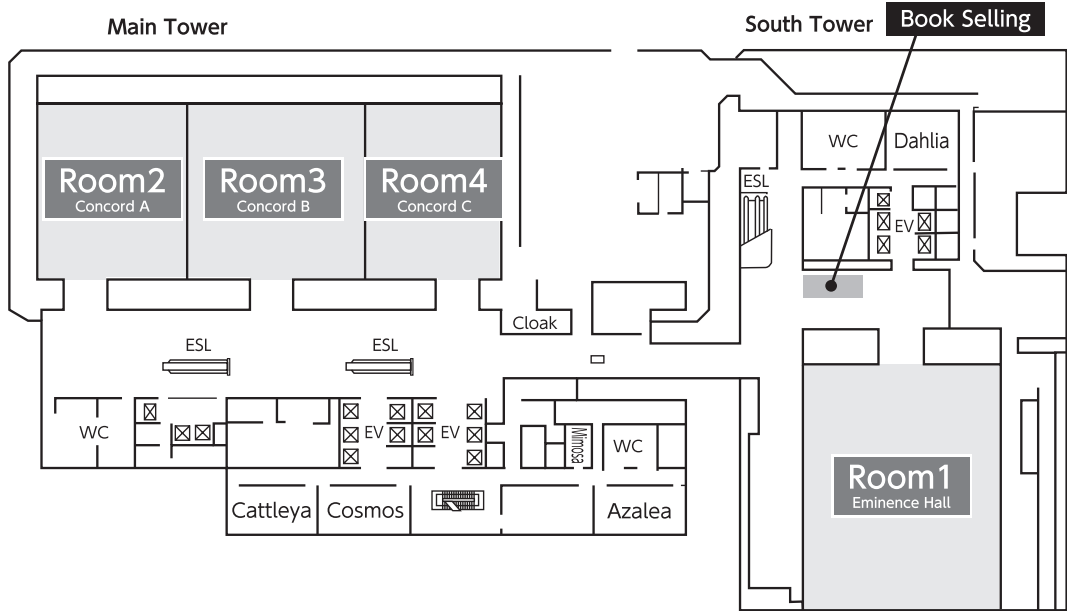 Main Tower
South Tower
Book Selling
WC
Dahlia
Room2
Concord A
Room3
Concord B
Room4
Concord C
ESL
EV
Cloak
ESL
ESL
WC
EV
EV
Mimosa
WC
Room1
Eminence Hall
Cattleya
Cosmos
Azalea